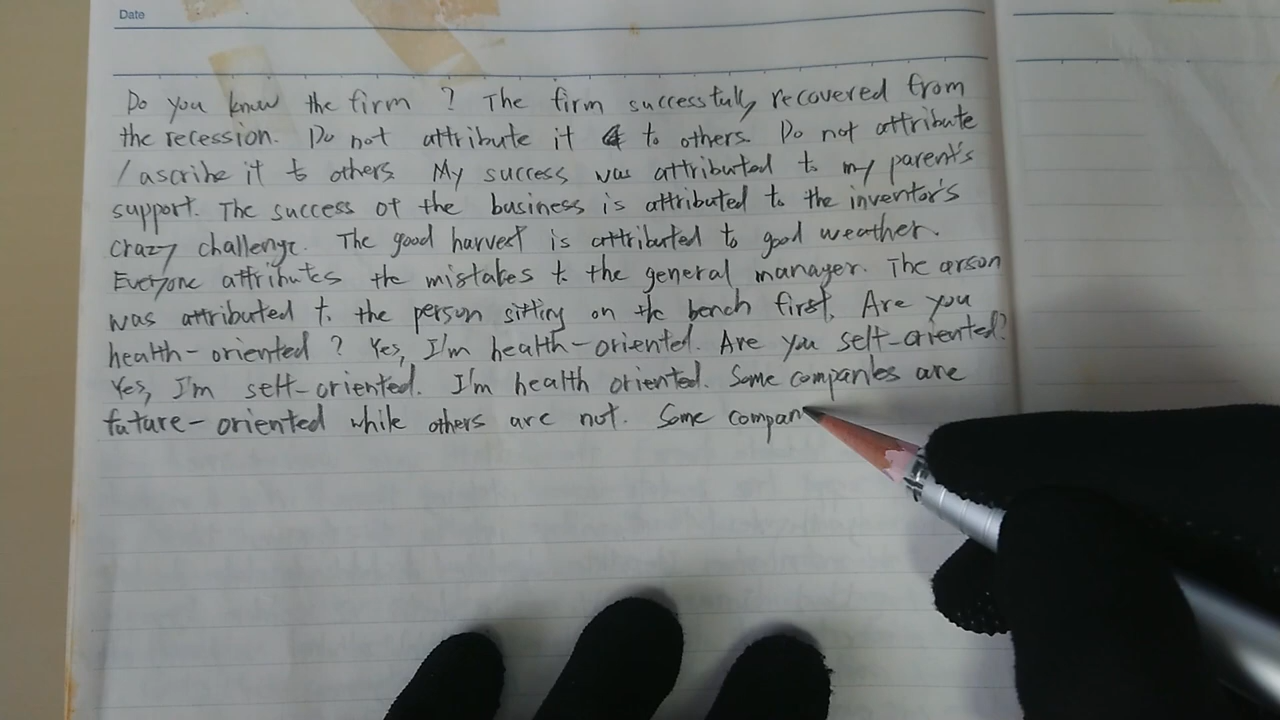 Date
Do you know the firm ? The firm successfully recovered from
the recession. Do not attribute it to others. Do not attribute
/ ascribe it to others. My success was attributed to my parent's
support. The success of the business is attributed to the inventor's
crazy challenge. The good harvest is attributed to good weather.
Everyone attributes the mistakes to the general manager. The arson
was attributed to the person sitting on the bench first. Are you
health-oriented ? Yes, I'm health-oriented. Are you self-oriented?
Yes, I'm self-oriented. I'm health oriented. Some companies are
future-oriented while others are not. Some compan